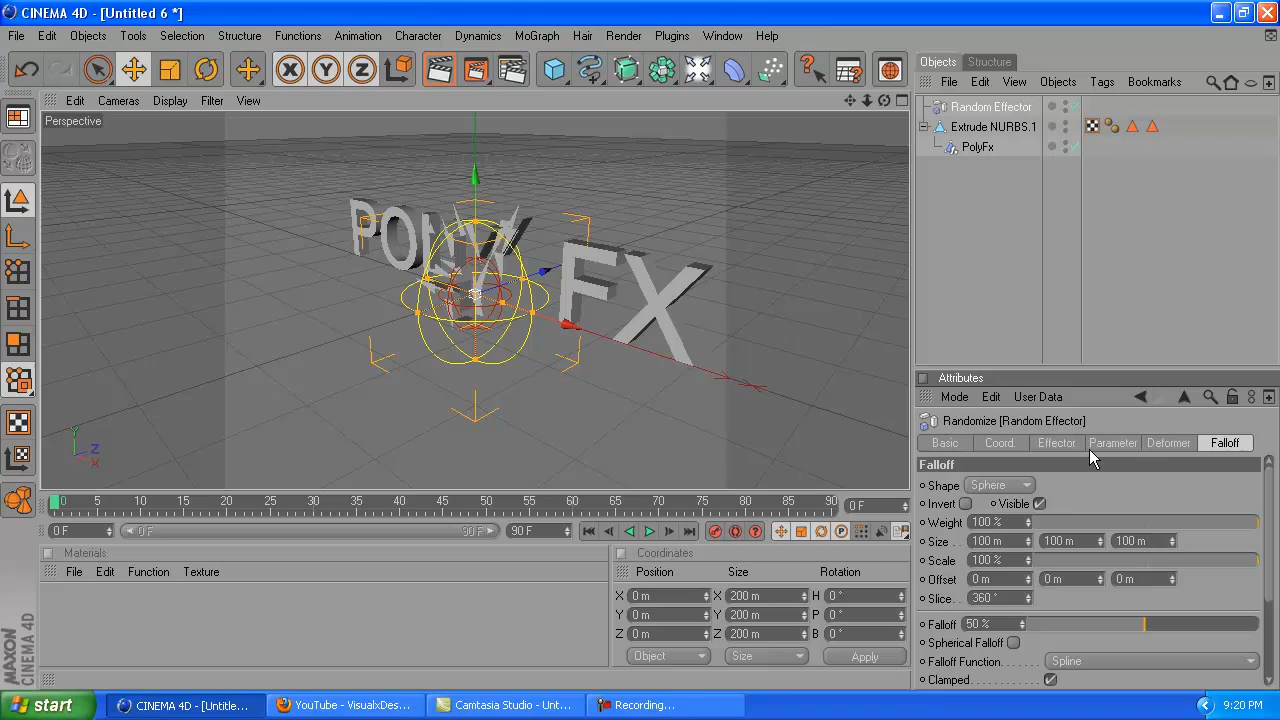 CINEMA 4D - [Untitled 6 *]
File Edit Objects Tools Selection Structure Functions Animation Character Dynamics MoGraph Hair Render Plugins Window Help
X Y Z
Edit Cameras Display Filter View
Perspective
POLY FX
Y
Z
X
Objects Structure
File Edit View Objects Tags Bookmarks
Random Effector
Extrude NURBS.1
PolyFx
Attributes
Mode Edit User Data
Randomize [Random Effector]
Basic Coord. Effector Parameter Deformer Falloff
Falloff
Shape Sphere
Invert Visible
Weight 100 %
Size . . . 100 m 100 m 100 m
Scale 100 %
Offset 0 m 0 m 0 m
Slice. . . 360 °
Falloff 50 %
Spherical Falloff
Falloff Function. . . . . . . Spline
Clamped
0 5 10 15 20 25 30 35 40 45 50 55 60 65 70 75 80 85 90 0 F
0 F 0 F 90 F 90 F
Materials
File Edit Function Texture
Coordinates
Position Size Rotation
X 0 m X 200 m H 0 °
Y 0 m Y 200 m P 0 °
Z 0 m Z 200 m B 0 °
Object Size Apply
MAXON CINEMA 4D
start CINEMA 4D - [Untitle... YouTube - VisualxDes... Camtasia Studio - Unt... Recording... 9:20 PM